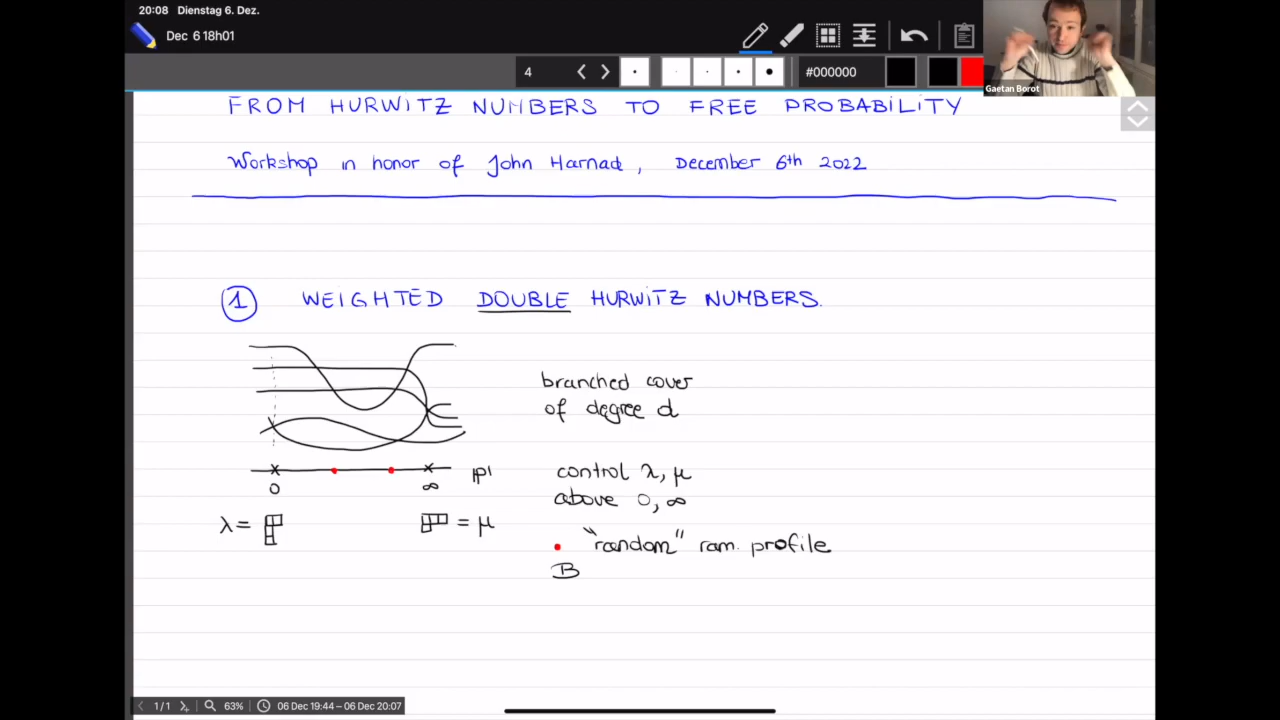 20:08 Dienstag 6. Dez.
Dec 6 18h01
4
#000000
Gaetan Borot
FROM HURWITZ NUMBERS TO FREE PROBABILITY
Workshop in honor of John Harnad, December 6th 2022
1 WEIGHTED DOUBLE HURWITZ NUMBERS.
branched cover
of degree d
0 ∞ ℙ¹
control λ, μ
above 0, ∞
λ = = μ
"random" ram. profile
B
1/1 63% 06 Dec 19:44 – 06 Dec 20:07